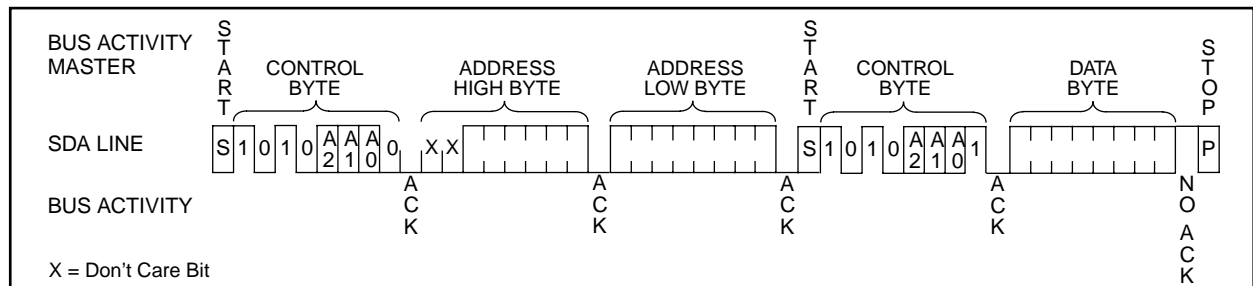 BUS ACTIVITY
MASTER
START
CONTROL
BYTE
ADDRESS
HIGH BYTE
ADDRESS
LOW BYTE
START
CONTROL
BYTE
DATA
BYTE
STOP
SDA LINE
S 1 0 1 0 A2 A1 A0 0 X X S 1 0 1 0 A2 A1 A0 1 P
BUS ACTIVITY
ACK
ACK
ACK
ACK
NO ACK
X = Don't Care Bit